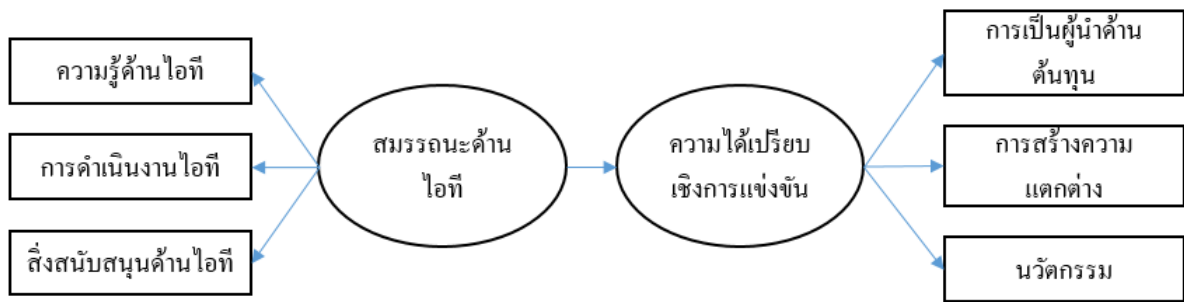 ความรู้ด้านไอที
การดำเนินงานไอที
สิ่งสนับสนุนด้านไอที
สมรรถนะด้าน
ไอที
ความได้เปรียบ
เชิงการแข่งขัน
การเป็นผู้นำด้าน
ต้นทุน
การสร้างความ
แตกต่าง
นวัตกรรม